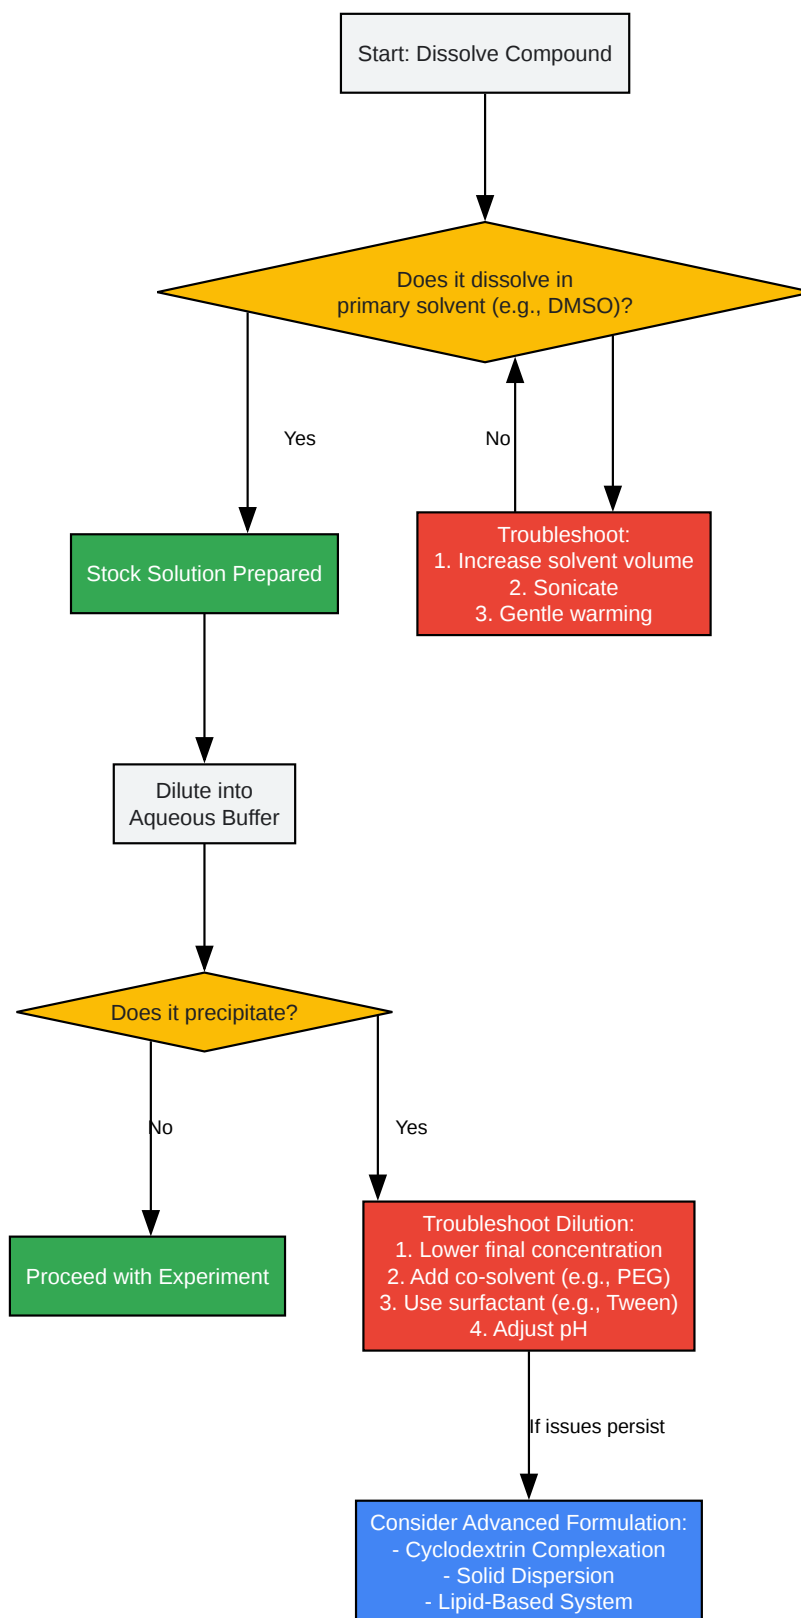 Start: Dissolve Compound
Does it dissolve in
primary solvent (e.g., DMSO)?
Yes
No
Stock Solution Prepared
Troubleshoot:
1. Increase solvent volume
2. Sonicate
3. Gentle warming
Dilute into
Aqueous Buffer
Does it precipitate?
No
Yes
Proceed with Experiment
Troubleshoot Dilution:
1. Lower final concentration
2. Add co-solvent (e.g., PEG)
3. Use surfactant (e.g., Tween)
4. Adjust pH
If issues persist
Consider Advanced Formulation:
- Cyclodextrin Complexation
- Solid Dispersion
- Lipid-Based System